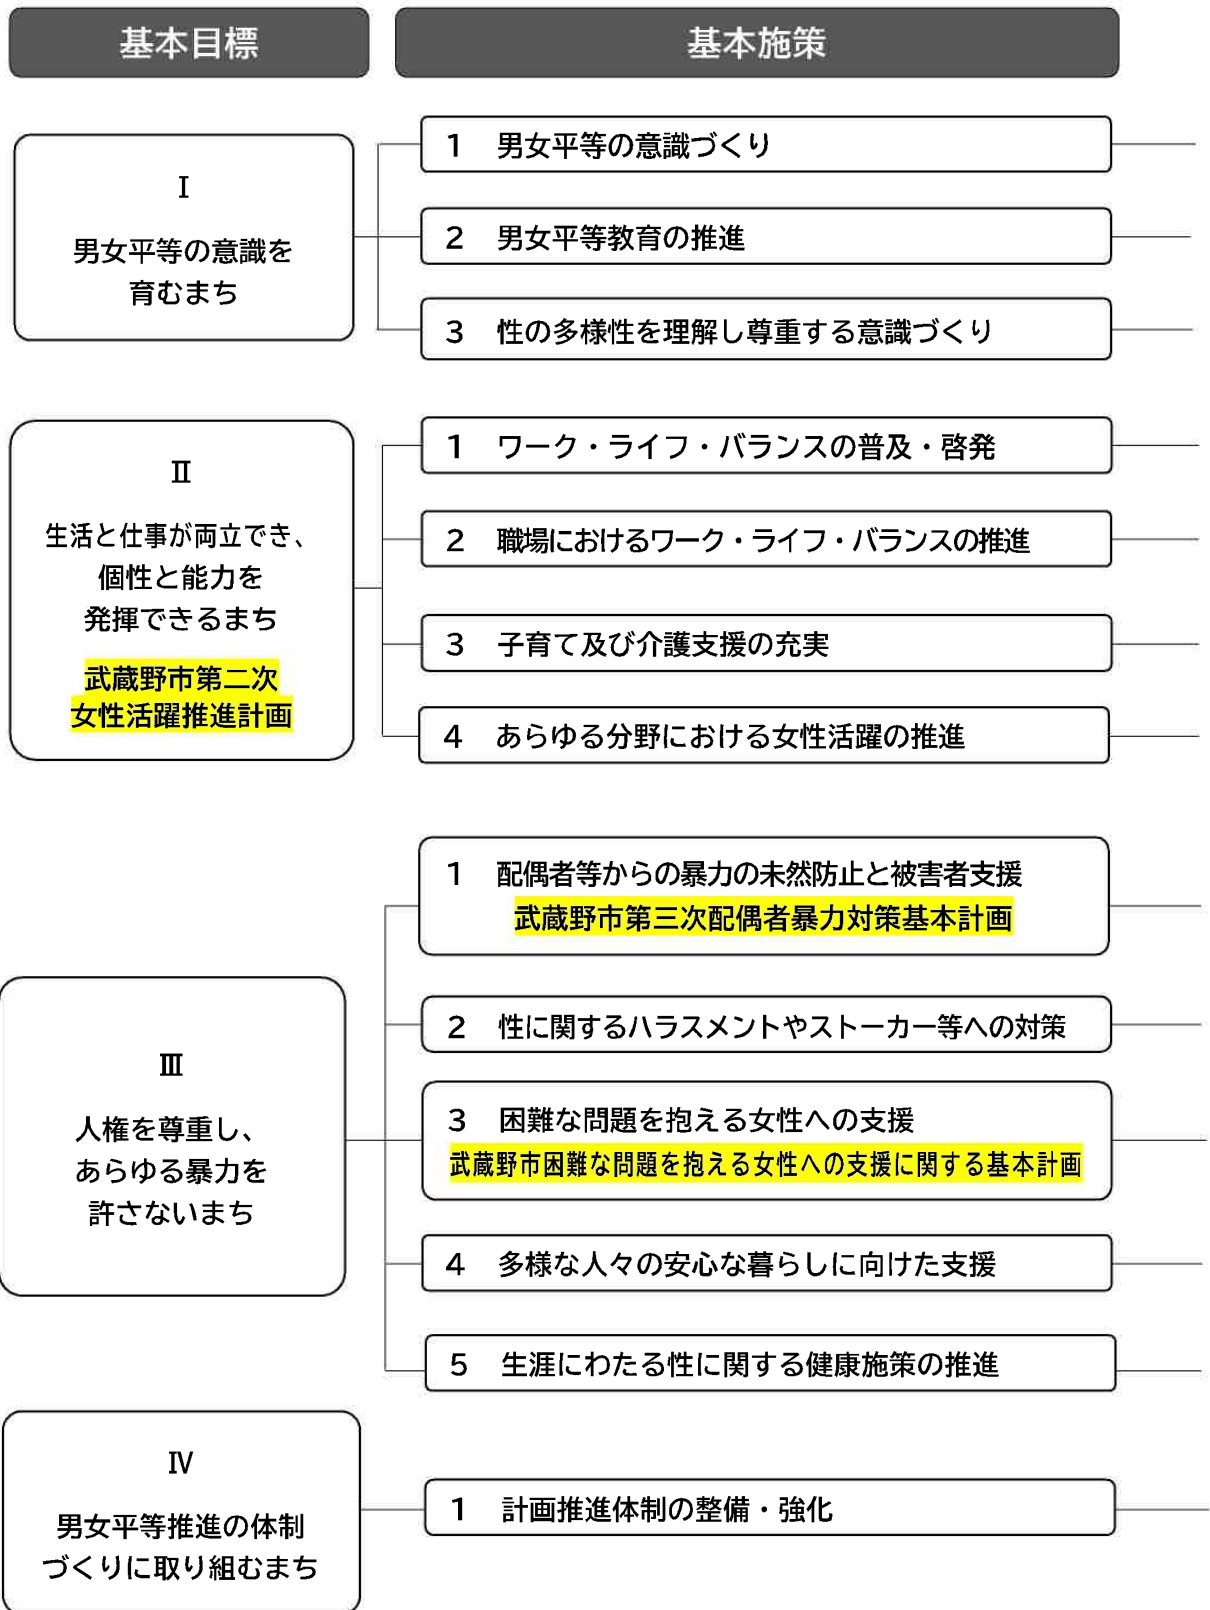 基本目標
基本施策
Ⅰ
男女平等の意識を
育むまち
1 男女平等の意識づくり
2 男女平等教育の推進
3 性の多様性を理解し尊重する意識づくり
Ⅱ
生活と仕事が両立でき、
個性と能力を
発揮できるまち
武蔵野市第二次
女性活躍推進計画
1 ワーク・ライフ・バランスの普及・啓発
2 職場におけるワーク・ライフ・バランスの推進
3 子育て及び介護支援の充実
4 あらゆる分野における女性活躍の推進
Ⅲ
人権を尊重し、
あらゆる暴力を
許さないまち
1 配偶者等からの暴力の未然防止と被害者支援
武蔵野市第三次配偶者暴力対策基本計画
2 性に関するハラスメントやストーカー等への対策
3 困難な問題を抱える女性への支援
武蔵野市困難な問題を抱える女性への支援に関する基本計画
4 多様な人々の安心な暮らしに向けた支援
5 生涯にわたる性に関する健康施策の推進
Ⅳ
男女平等推進の体制
づくりに取り組むまち
1 計画推進体制の整備・強化